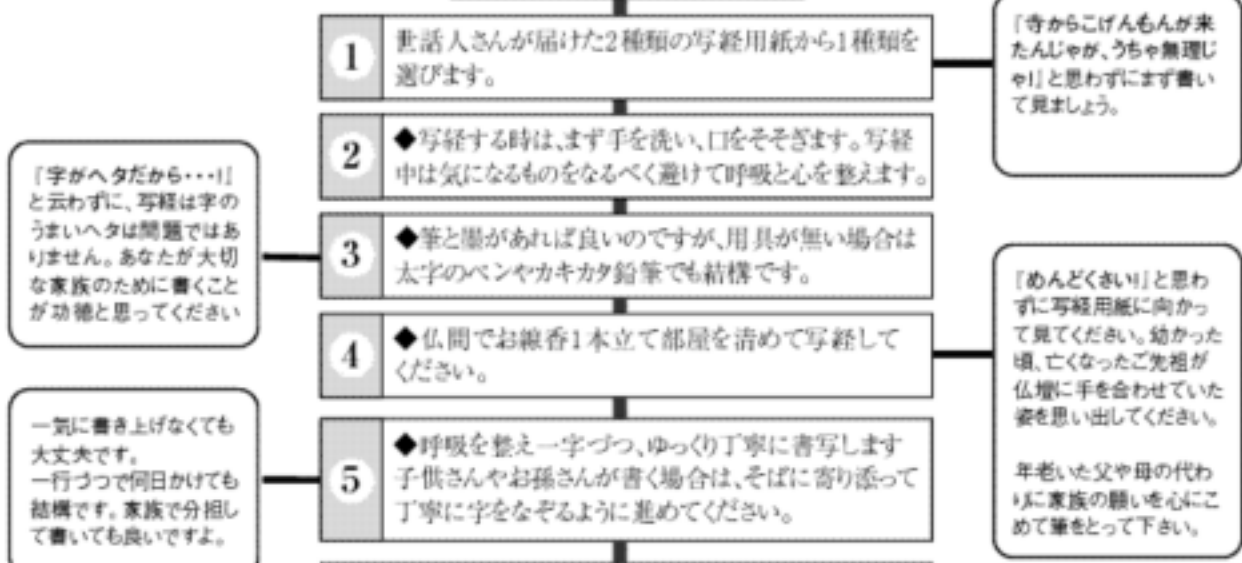 1
世話人さんが届けた2種類の写経用紙から1種類を
選びます。
「寺からこげんもんが来
たんじゃが、うちゃ無理じ
ゃ!」と思わずにまず書い
て見ましょう。
2
◆写経する時は、まず手を洗い、口をそそぎます。写経
中は気になるものをなるべく避けて呼吸と心を整えます。
「字がヘタだから・・・!」
と云わずに、写経は字の
うまいヘタは問題ではあ
りません。あなたが大切
な家族のために書くこと
が功徳と思ってください
3
◆筆と墨があれば良いのですが、用具が無い場合は
太字のペンやカキカタ鉛筆でも結構です。
4
◆仏間でお線香1本立て部屋を清めて写経して
ください。
「めんどくさい!」と思わ
ずに写経用紙に向かっ
て見てください。幼かった
頃、亡くなったご先祖が
仏壇に手を合わせていた
姿を思い出してください。
年老いた父や母の代わ
りに家族の願いを心にこ
めて筆をとって下さい。
一気に書き上げなくても
大丈夫です。
一行づつで何日かけても
結構です。家族で分担し
て書いても良いですよ。
5
◆呼吸を整え一字づつ、ゆっくり丁寧に書写します
子供さんやお孫さんが書く場合は、そばに寄り添って
丁寧に字をなぞるように進めてください。